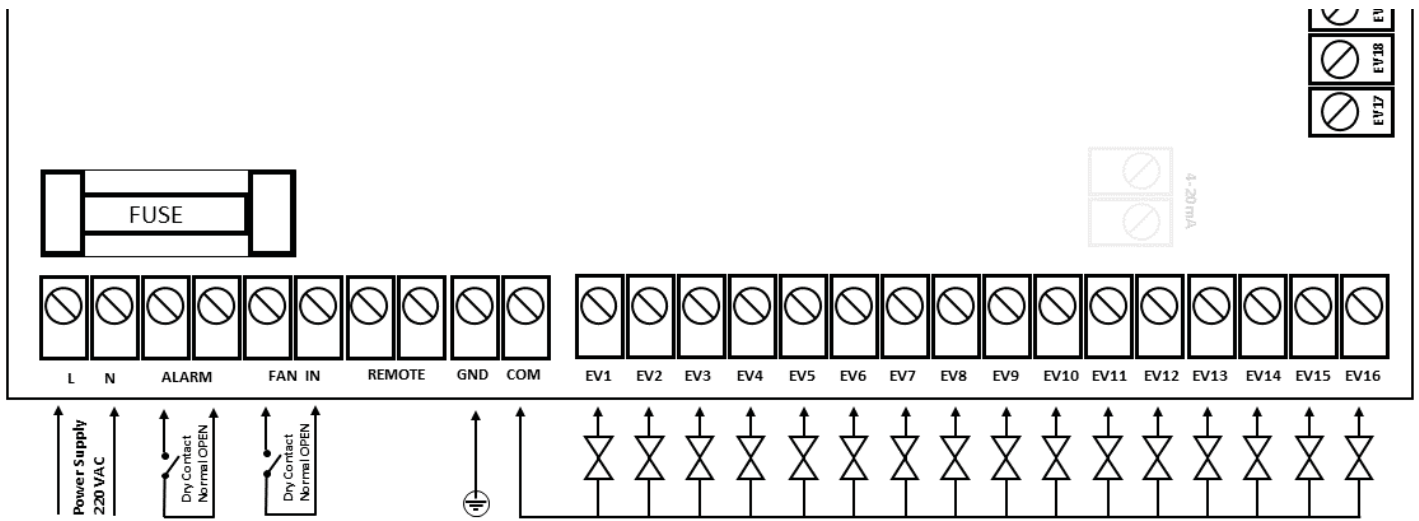 EV18
EV17
4-20mA
FUSE
L N ALARM FAN IN REMOTE GND COM EV1 EV2 EV3 EV4 EV5 EV6 EV7 EV8 EV9 EV10 EV11 EV12 EV13 EV14 EV15 EV16
Power Supply
220 VAC
Dry Contact
Normal OPEN
Dry Contact
Normal OPEN